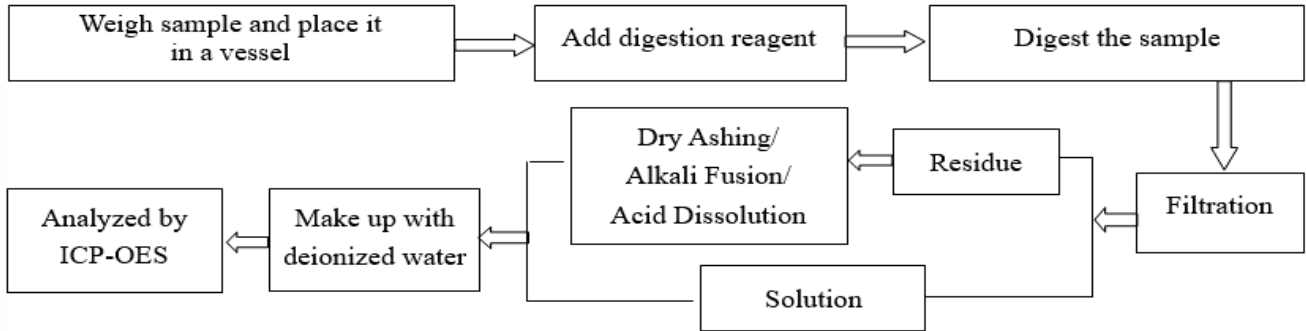 Weigh sample and place it
in a vessel
Add digestion reagent
Digest the sample
Filtration
Residue
Dry Ashing/
Alkali Fusion/
Acid Dissolution
Solution
Make up with
deionized water
Analyzed by
ICP-OES